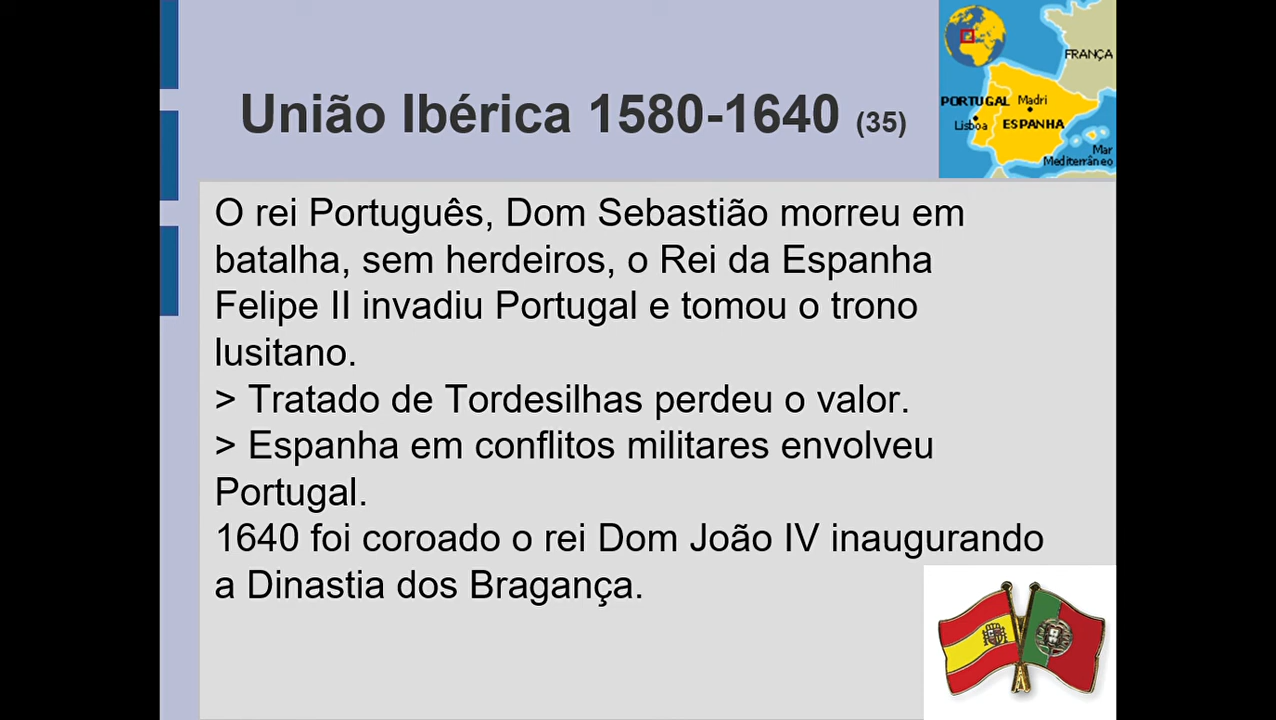 União Ibérica 1580-1640 (35)
FRANÇA
PORTUGAL Madri
Lisboa ESPANHA
Mar
Mediterrâneo
O rei Português, Dom Sebastião morreu em
batalha, sem herdeiros, o Rei da Espanha
Felipe II invadiu Portugal e tomou o trono
lusitano.
> Tratado de Tordesilhas perdeu o valor.
> Espanha em conflitos militares envolveu
Portugal.
1640 foi coroado o rei Dom João IV inaugurando
a Dinastia dos Bragança.